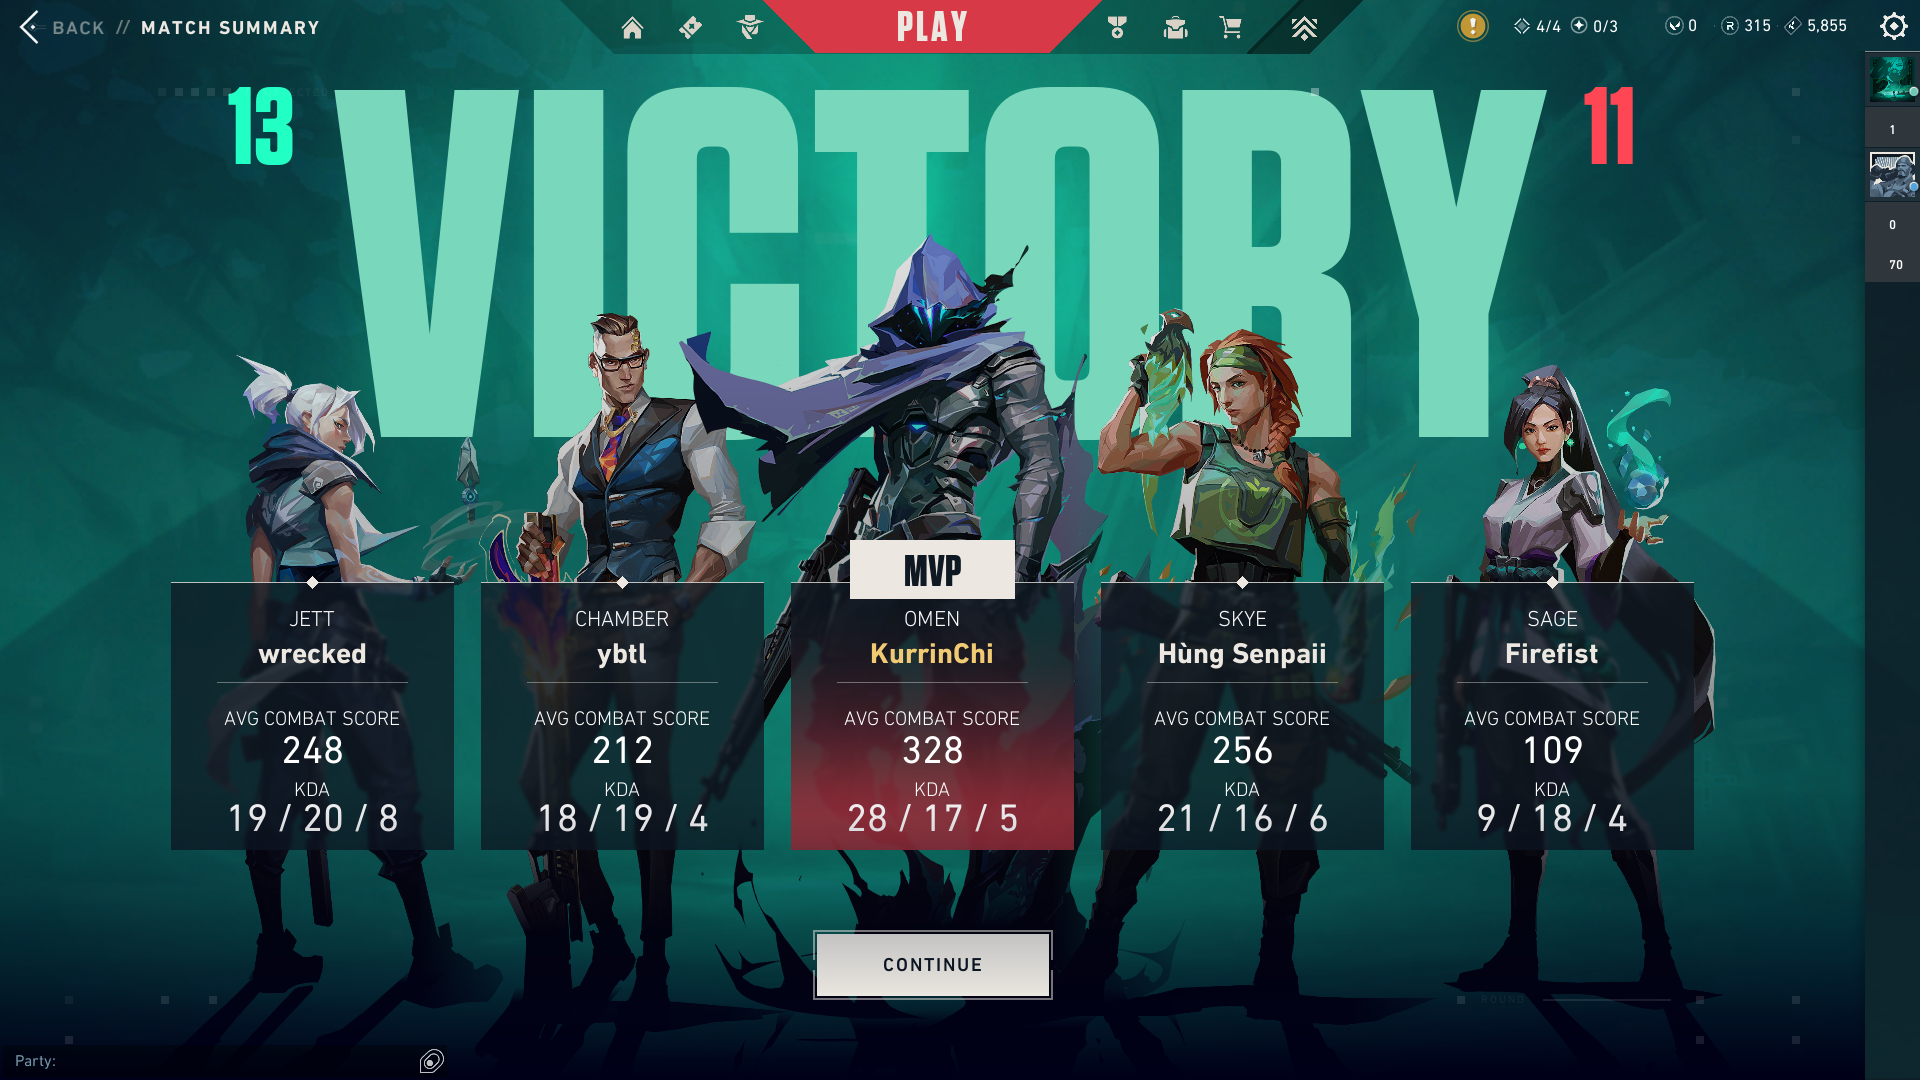 BACK // MATCH SUMMARY
PLAY
4/4 0/3 0 315 5,855
13 VICTORY 11
1
0
70
MVP
JETT
wrecked
AVG COMBAT SCORE
248
KDA
19 / 20 / 8
CHAMBER
ybtl
AVG COMBAT SCORE
212
KDA
18 / 19 / 4
OMEN
KurrinChi
AVG COMBAT SCORE
328
KDA
28 / 17 / 5
SKYE
Hùng Senpaii
AVG COMBAT SCORE
256
KDA
21 / 16 / 6
SAGE
Firefist
AVG COMBAT SCORE
109
KDA
9 / 18 / 4
CONTINUE
ROUND
Party: